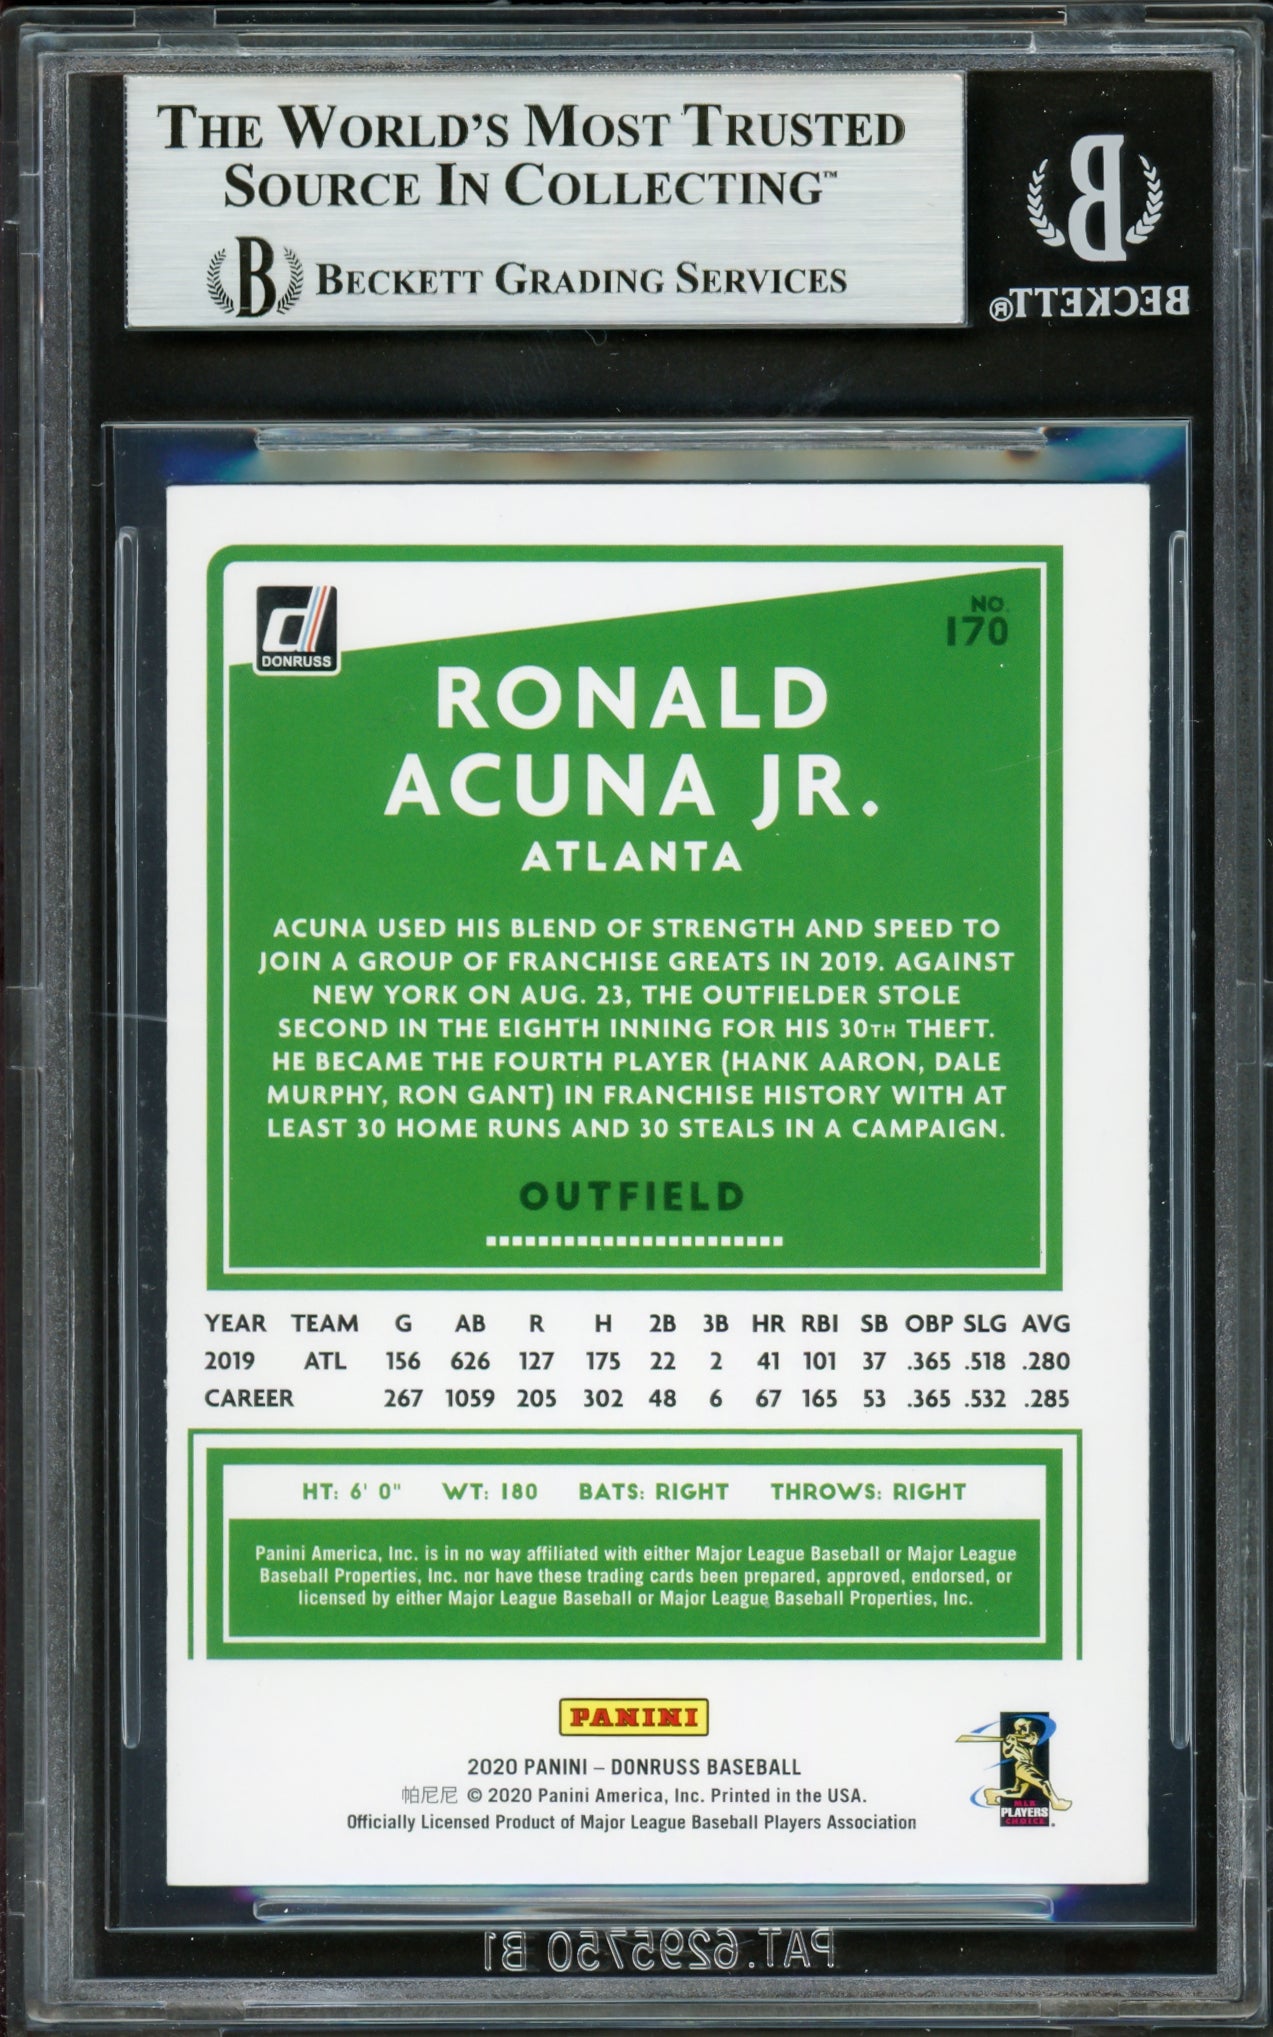 THE WORLD'S MOST TRUSTED
SOURCE IN COLLECTING™
B BECKETT GRADING SERVICES
B
BECKETT®
d
DONRUSS
NO.
170
RONALD
ACUNA JR.
ATLANTA
ACUNA USED HIS BLEND OF STRENGTH AND SPEED TO
JOIN A GROUP OF FRANCHISE GREATS IN 2019. AGAINST
NEW YORK ON AUG. 23, THE OUTFIELDER STOLE
SECOND IN THE EIGHTH INNING FOR HIS 30TH THEFT.
HE BECAME THE FOURTH PLAYER (HANK AARON, DALE
MURPHY, RON GANT) IN FRANCHISE HISTORY WITH AT
LEAST 30 HOME RUNS AND 30 STEALS IN A CAMPAIGN.
OUTFIELD
YEAR TEAM G AB R H 2B 3B HR RBI SB OBP SLG AVG
2019 ATL 156 626 127 175 22 2 41 101 37 .365 .518 .280
CAREER 267 1059 205 302 48 6 67 165 53 .365 .532 .285
HT: 6' 0" WT: 180 BATS: RIGHT THROWS: RIGHT
Panini America, Inc. is in no way affiliated with either Major League Baseball or Major League
Baseball Properties, Inc. nor have these trading cards been prepared, approved, endorsed, or
licensed by either Major League Baseball or Major League Baseball Properties, Inc.
PANINI
2020 PANINI – DONRUSS BASEBALL
帕尼尼 © 2020 Panini America, Inc. Printed in the USA.
Officially Licensed Product of Major League Baseball Players Association
MLB
PLAYERS
CHOICE
PAT. 6295750 B1